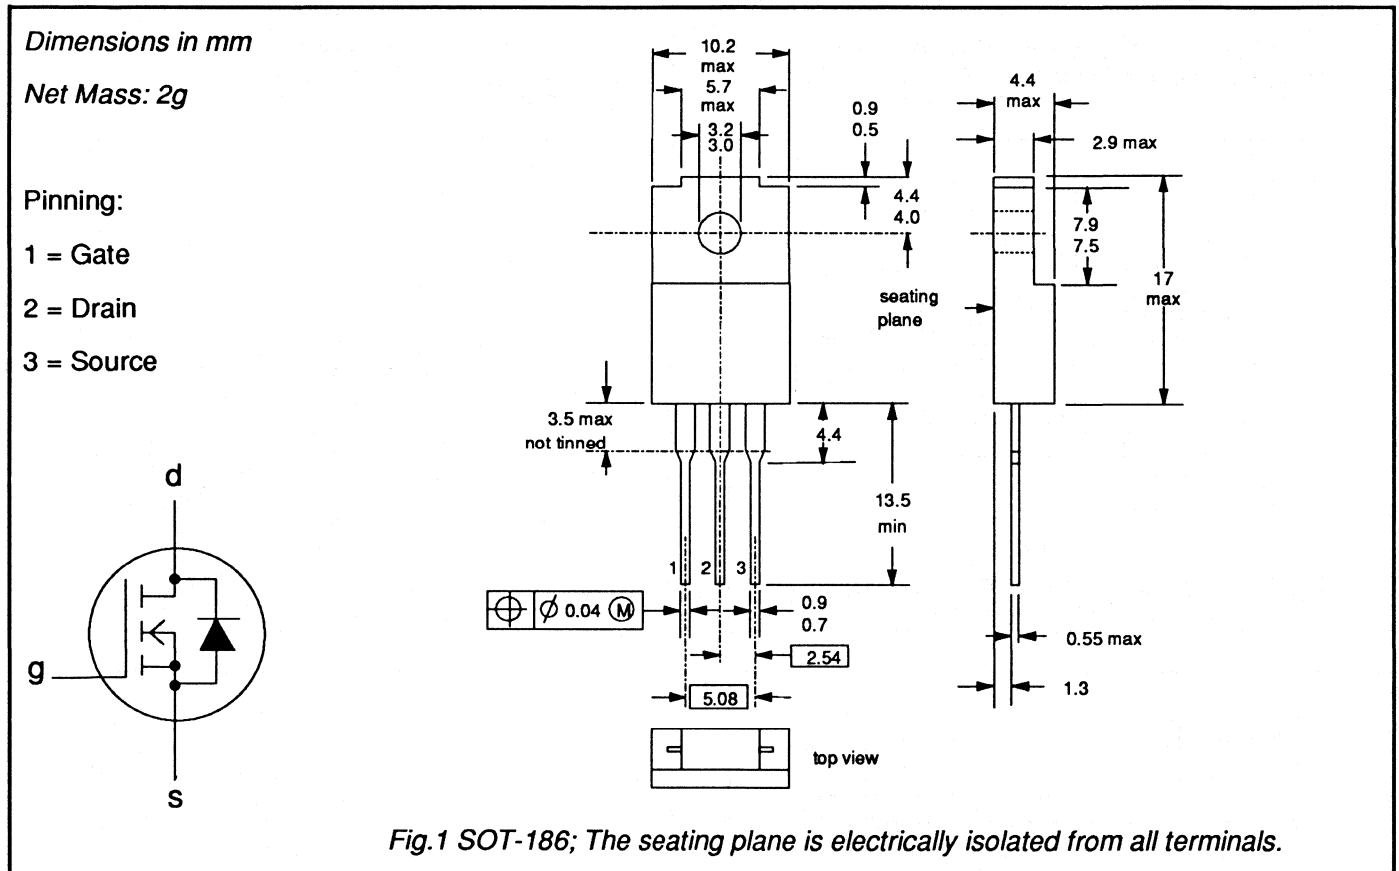 Dimensions in mm
Net Mass: 2g
Pinning:
1 = Gate
2 = Drain
3 = Source
d
g
s
10.2
max
5.7
max
3.2
3.0
0.9
0.5
4.4
4.0
seating
plane
3.5 max
not tinned
4.4
13.5
min
1
2
3
Ø 0.04 Ⓜ
0.9
0.7
2.54
5.08
top view
4.4
max
2.9 max
7.9
7.5
17
max
0.55 max
1.3
Fig.1 SOT-186; The seating plane is electrically isolated from all terminals.